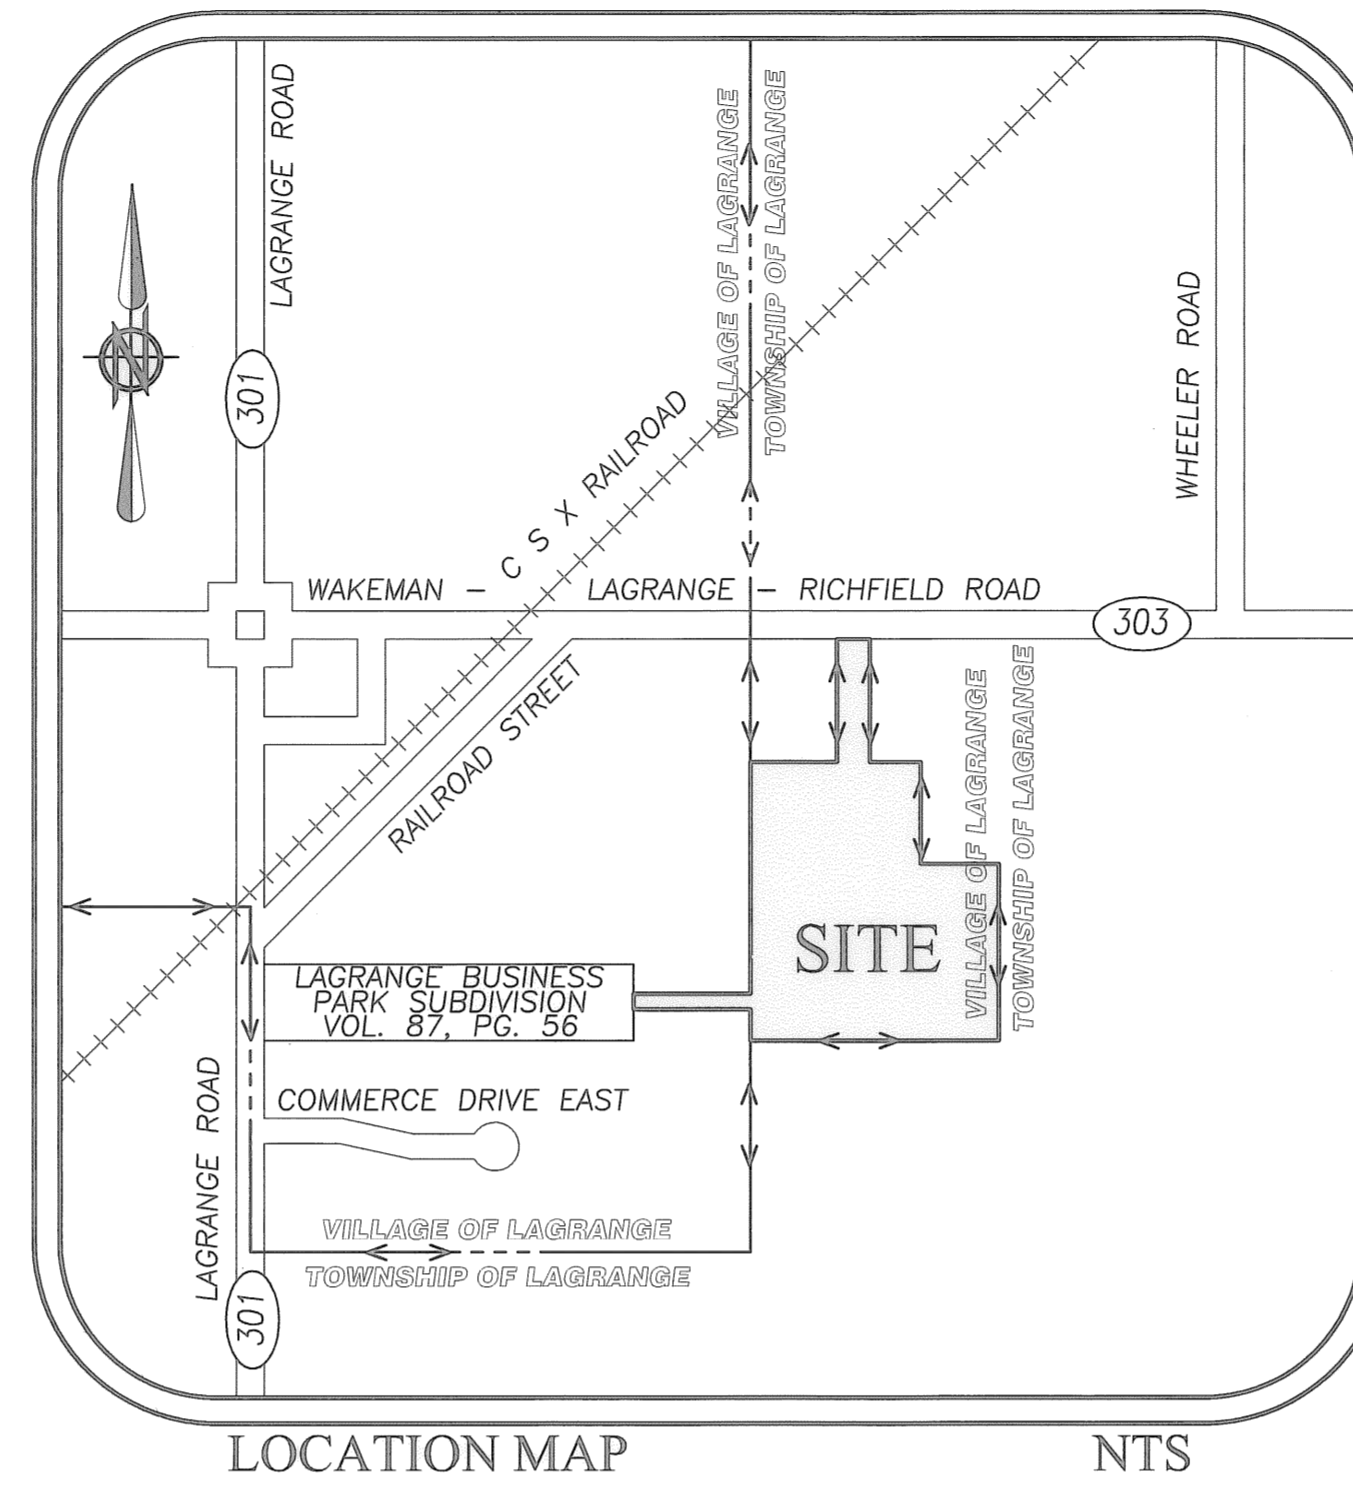 LAGRANGE ROAD
VILLAGE OF LAGRANGE
TOWNSHIP OF LAGRANGE
N
301
WHEELER ROAD
C S X RAILROAD
WAKEMAN - LAGRANGE - RICHFIELD ROAD
303
RAILROAD STREET
VILLAGE OF LAGRANGE
TOWNSHIP OF LAGRANGE
SITE
LAGRANGE BUSINESS
PARK SUBDIVISION
VOL. 87, PG. 56
LAGRANGE ROAD
COMMERCE DRIVE EAST
VILLAGE OF LAGRANGE
TOWNSHIP OF LAGRANGE
301
LOCATION MAP
NTS